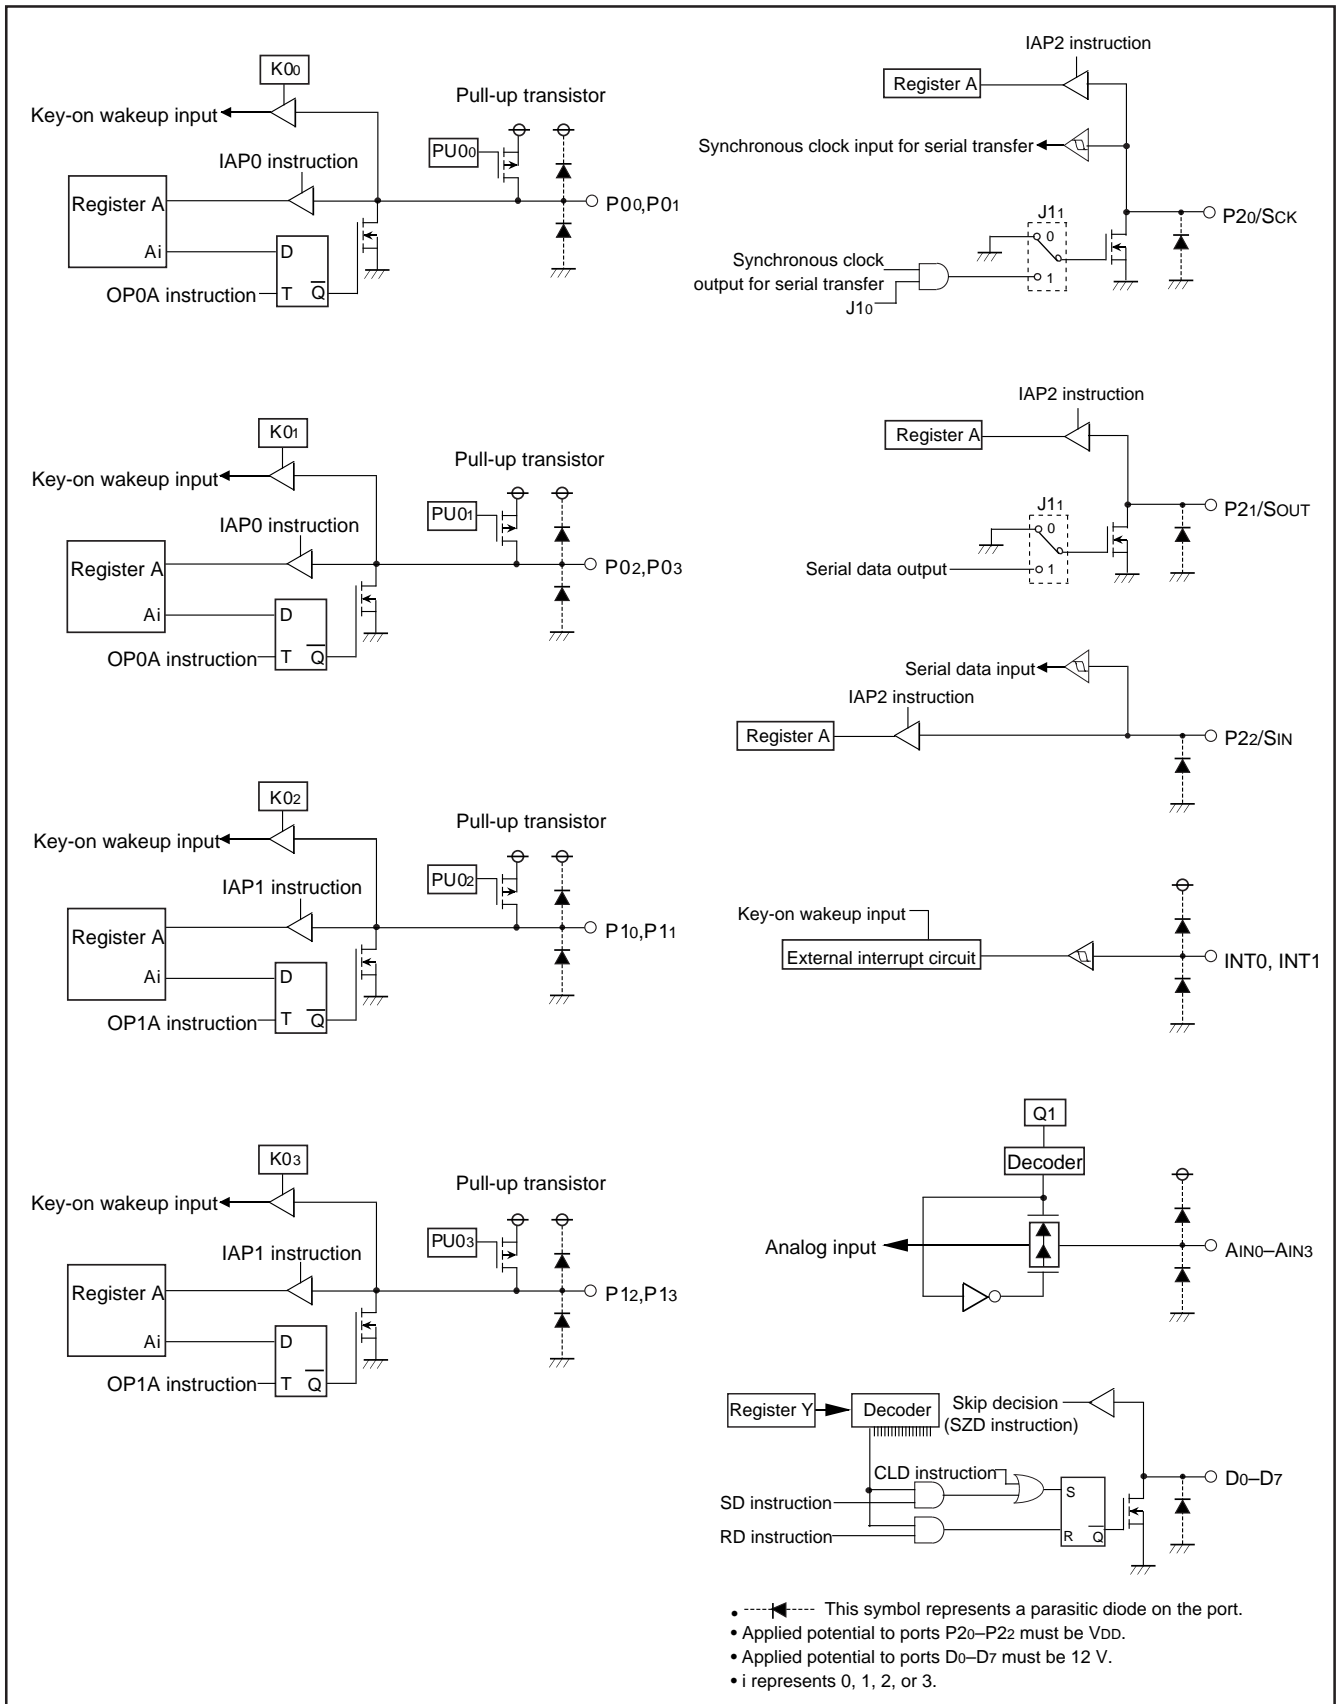 K00
Key-on wakeup input
Pull-up transistor
PU00
IAP0 instruction
Register A
P00,P01
Ai
D
OP0A instruction
T
Q̅
K01
Key-on wakeup input
Pull-up transistor
PU01
IAP0 instruction
Register A
P02,P03
Ai
D
OP0A instruction
T
Q̅
K02
Key-on wakeup input
Pull-up transistor
PU02
IAP1 instruction
Register A
P10,P11
Ai
D
OP1A instruction
T
Q̅
K03
Key-on wakeup input
Pull-up transistor
PU03
IAP1 instruction
Register A
P12,P13
Ai
D
OP1A instruction
T
Q̅
IAP2 instruction
Register A
Synchronous clock input for serial transfer
J11
P20/SCK
0
Synchronous clock
output for serial transfer
1
J10
IAP2 instruction
Register A
J11
P21/SOUT
0
Serial data output
1
Serial data input
IAP2 instruction
Register A
P22/SIN
Key-on wakeup input
External interrupt circuit
INT0, INT1
Q1
Decoder
Analog input
AIN0–AIN3
Register Y
Decoder
Skip decision
(SZD instruction)
CLD instruction
D0–D7
S
SD instruction
RD instruction
R
Q̅
• This symbol represents a parasitic diode on the port.
• Applied potential to ports P20–P22 must be VDD.
• Applied potential to ports D0–D7 must be 12 V.
• i represents 0, 1, 2, or 3.